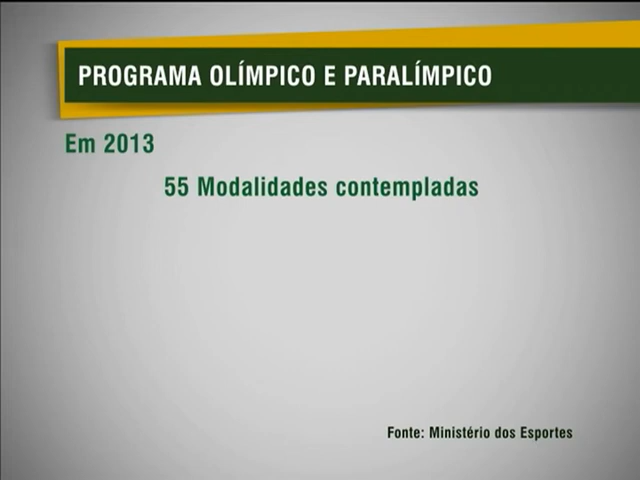 PROGRAMA OLÍMPICO E PARALÍMPICO
Em 2013
55 Modalidades contempladas
Fonte: Ministério dos Esportes